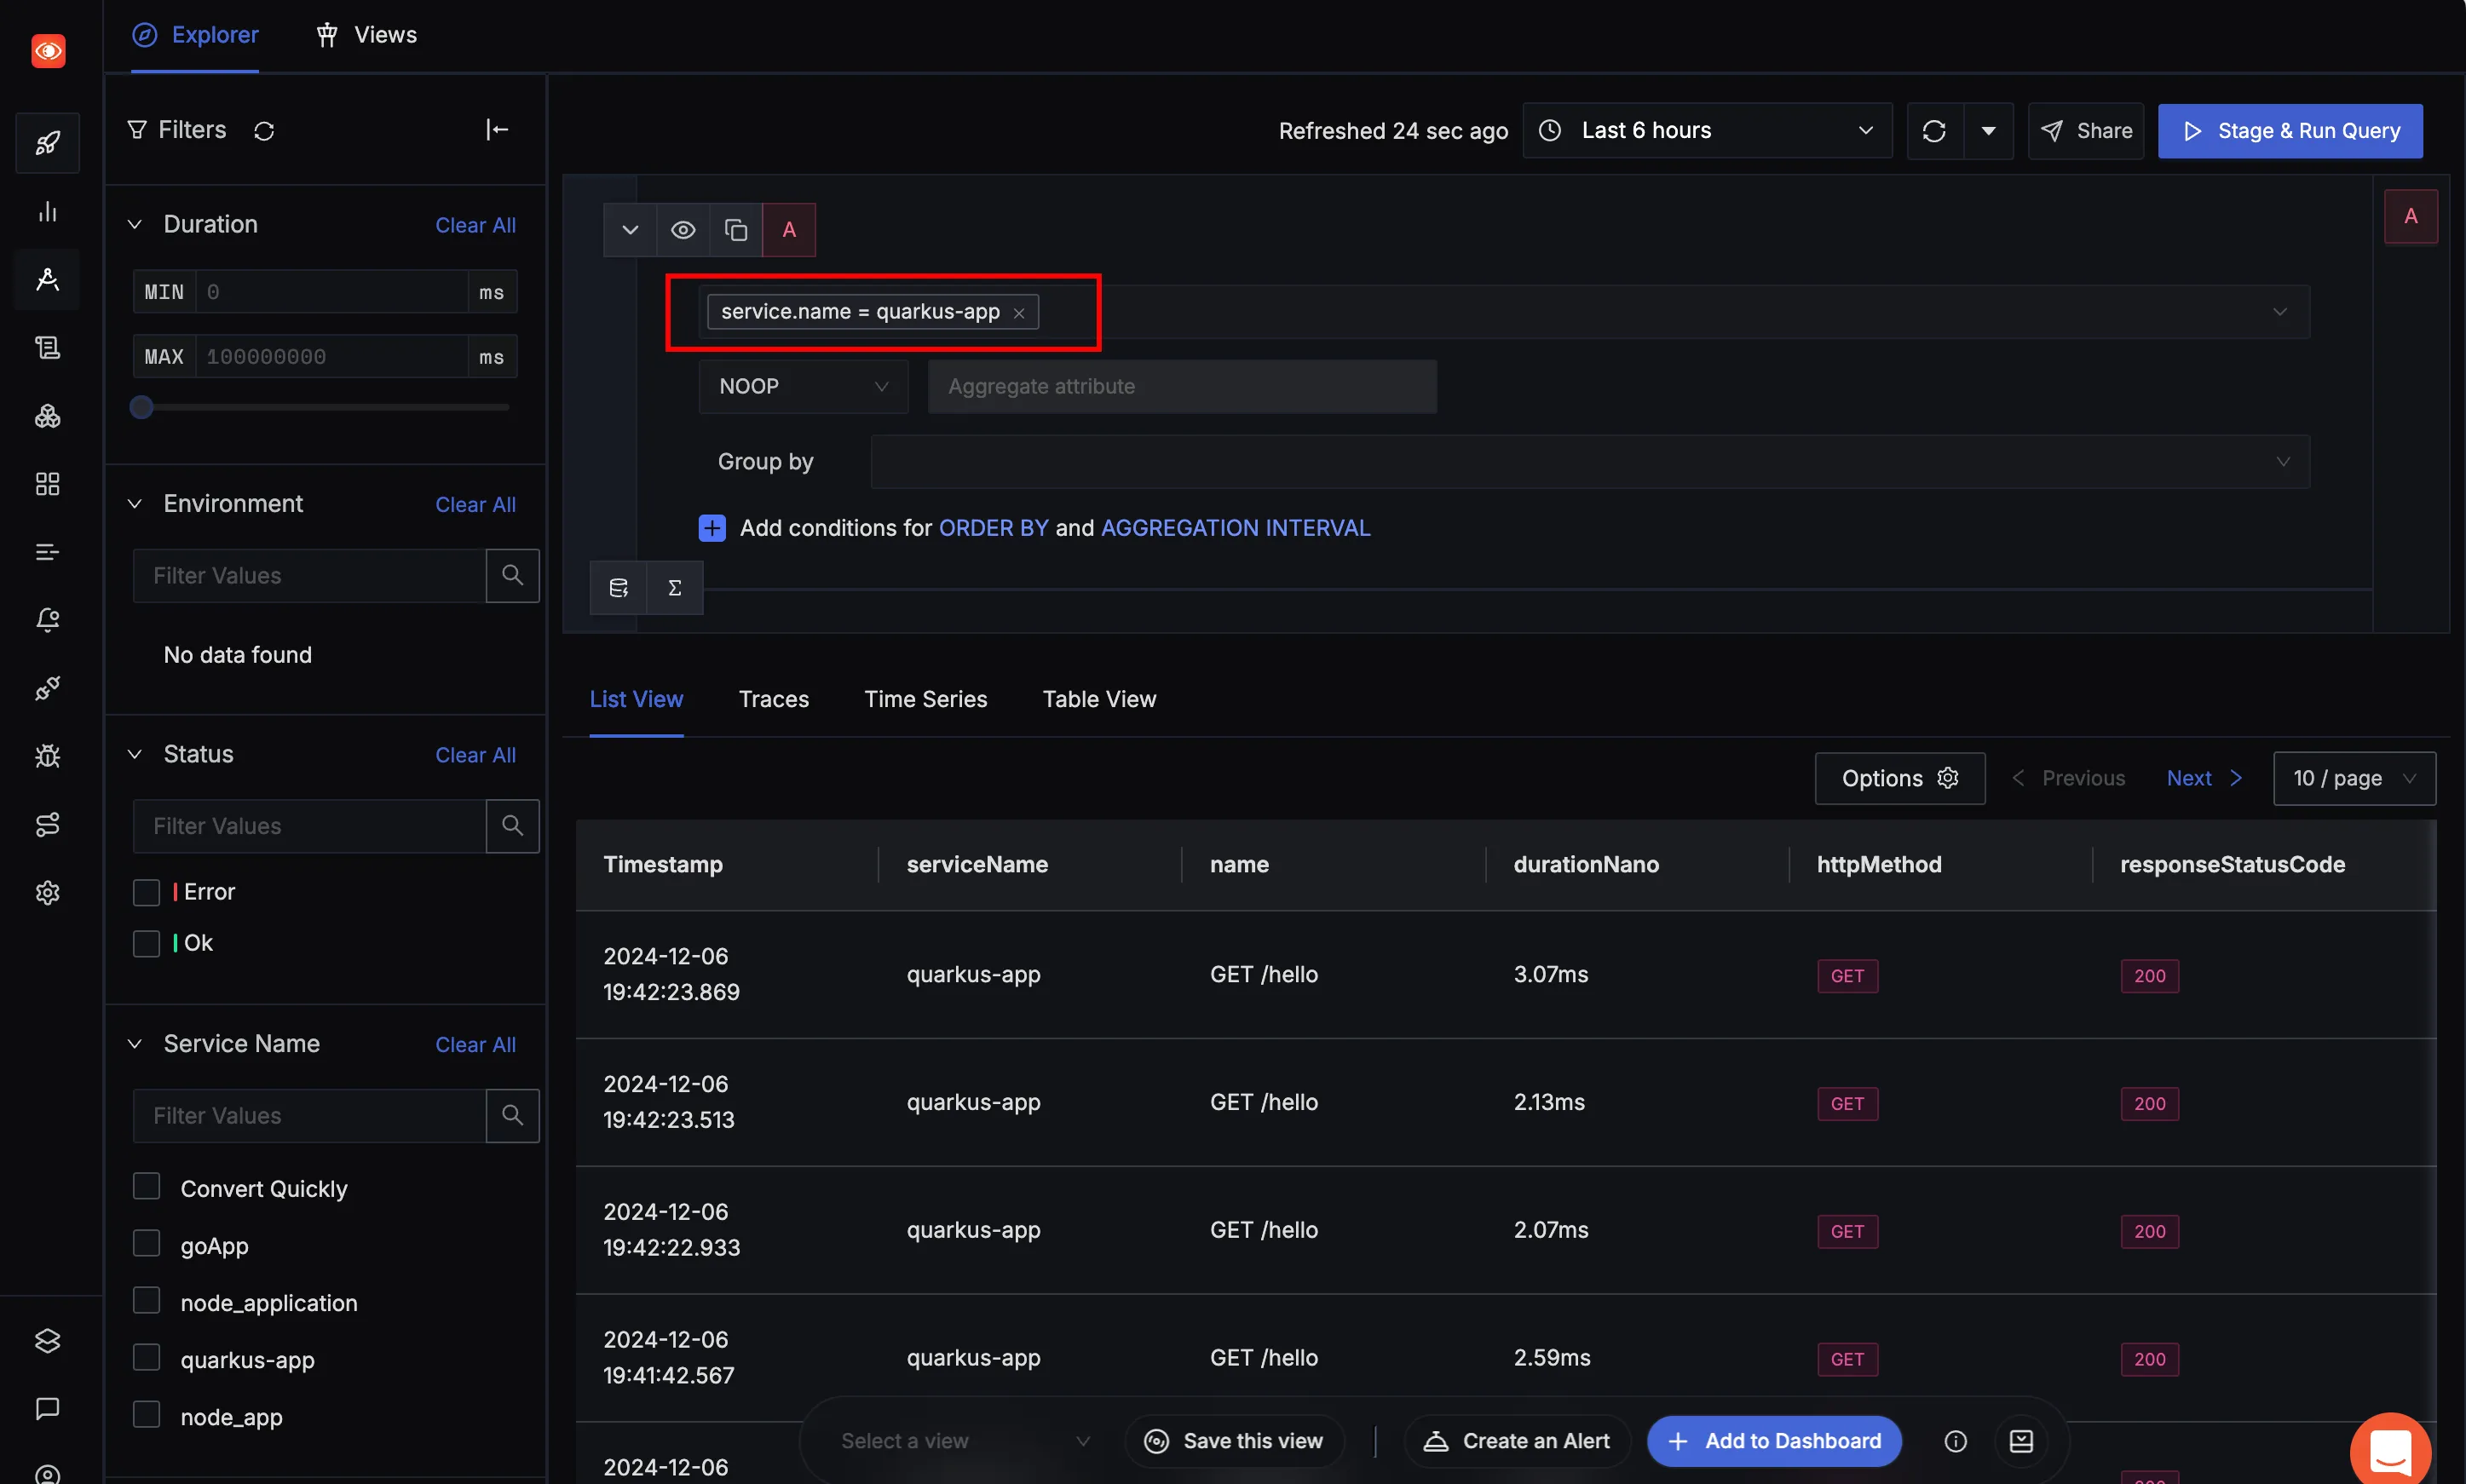 Explorer
Views
Filters
Refreshed 24 sec ago
Last 6 hours
Share
Stage & Run Query
Duration
Clear All
MIN 0 ms
MAX 100000000 ms
Environment
Clear All
Filter Values
No data found
Status
Clear All
Filter Values
Error
Ok
Service Name
Clear All
Filter Values
Convert Quickly
goApp
node_application
quarkus-app
node_app
A
A
service.name = quarkus-app
NOOP
Aggregate attribute
Group by
Add conditions for ORDER BY and AGGREGATION INTERVAL
Σ
List View
Traces
Time Series
Table View
Options
Previous
Next
10 / page
Timestamp serviceName name durationNano httpMethod responseStatusCode
2024-12-06
19:42:23.869
quarkus-app GET /hello 3.07ms GET 200
2024-12-06
19:42:23.513
quarkus-app GET /hello 2.13ms GET 200
2024-12-06
19:42:22.933
quarkus-app GET /hello 2.07ms GET 200
2024-12-06
19:41:42.567
quarkus-app GET /hello 2.59ms GET 200
2024-12-06
Select a view
Save this view
Create an Alert
Add to Dashboard